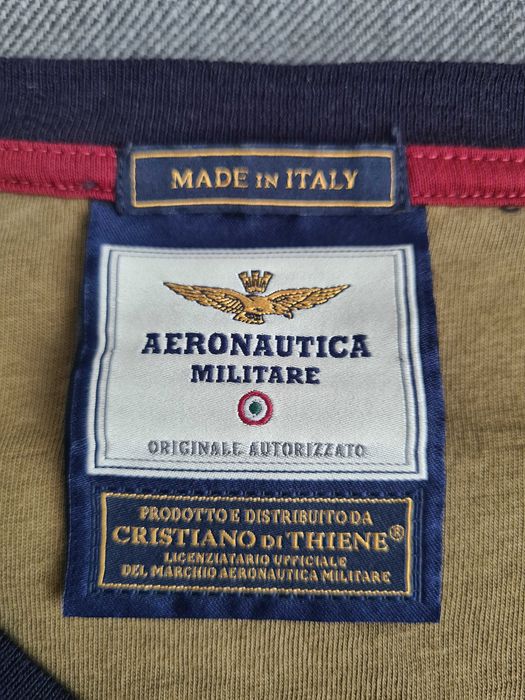 MADE IN ITALY
AERONAUTICA
MILITARE
ORIGINALE AUTORIZZATO
PRODOTTO E DISTRIBUITO DA
CRISTIANO DI THIENE®
LICENZIATARIO UFFICIALE
DEL MARCHIO AERONAUTICA MILITARE